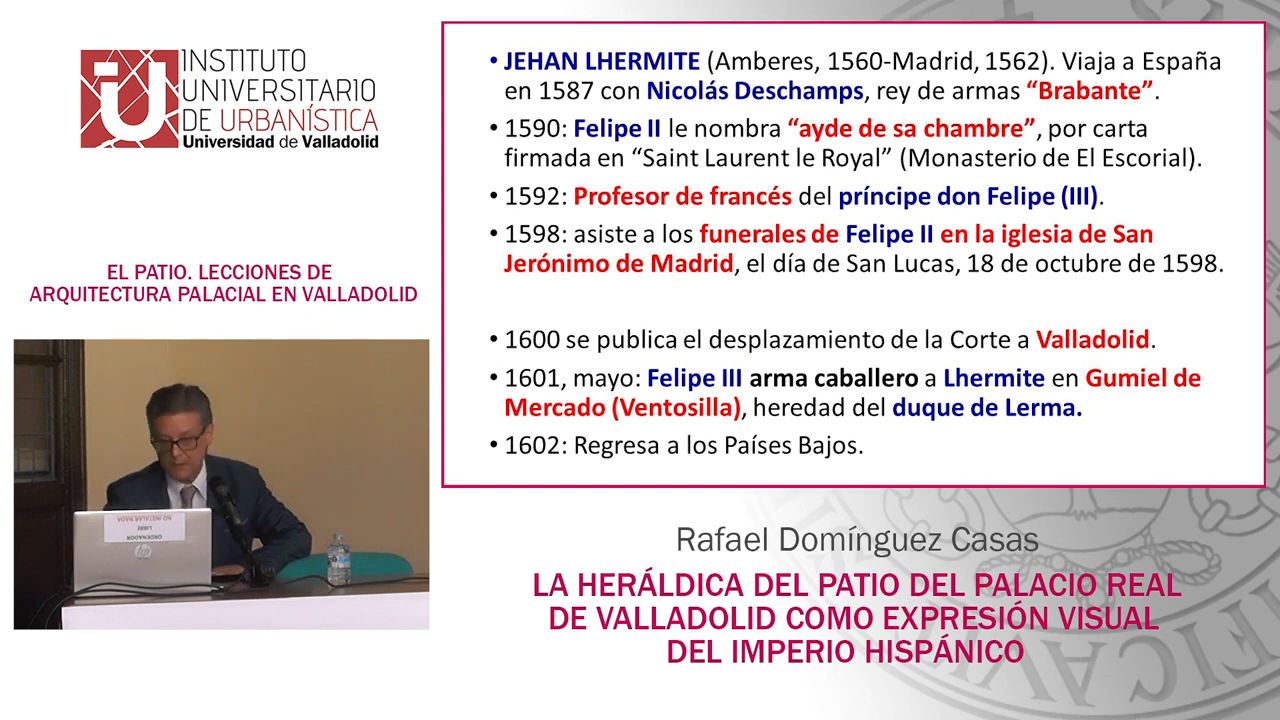 INSTITUTO
UNIVERSITARIO
DE URBANÍSTICA
Universidad de Valladolid
EL PATIO. LECCIONES DE
ARQUITECTURA PALACIAL EN VALLADOLID
NO INSTALAR NADA
LIBRE
ORDENADOR
hp
• JEHAN LHERMITE (Amberes, 1560-Madrid, 1562). Viaja a España
en 1587 con Nicolás Deschamps, rey de armas “Brabante”.
• 1590: Felipe II le nombra “ayde de sa chambre”, por carta
firmada en “Saint Laurent le Royal” (Monasterio de El Escorial).
• 1592: Profesor de francés del príncipe don Felipe (III).
• 1598: asiste a los funerales de Felipe II en la iglesia de San
Jerónimo de Madrid, el día de San Lucas, 18 de octubre de 1598.
• 1600 se publica el desplazamiento de la Corte a Valladolid.
• 1601, mayo: Felipe III arma caballero a Lhermite en Gumiel de
Mercado (Ventosilla), heredad del duque de Lerma.
• 1602: Regresa a los Países Bajos.
Rafael Domínguez Casas
LA HERÁLDICA DEL PATIO DEL PALACIO REAL
DE VALLADOLID COMO EXPRESIÓN VISUAL
DEL IMPERIO HISPÁNICO